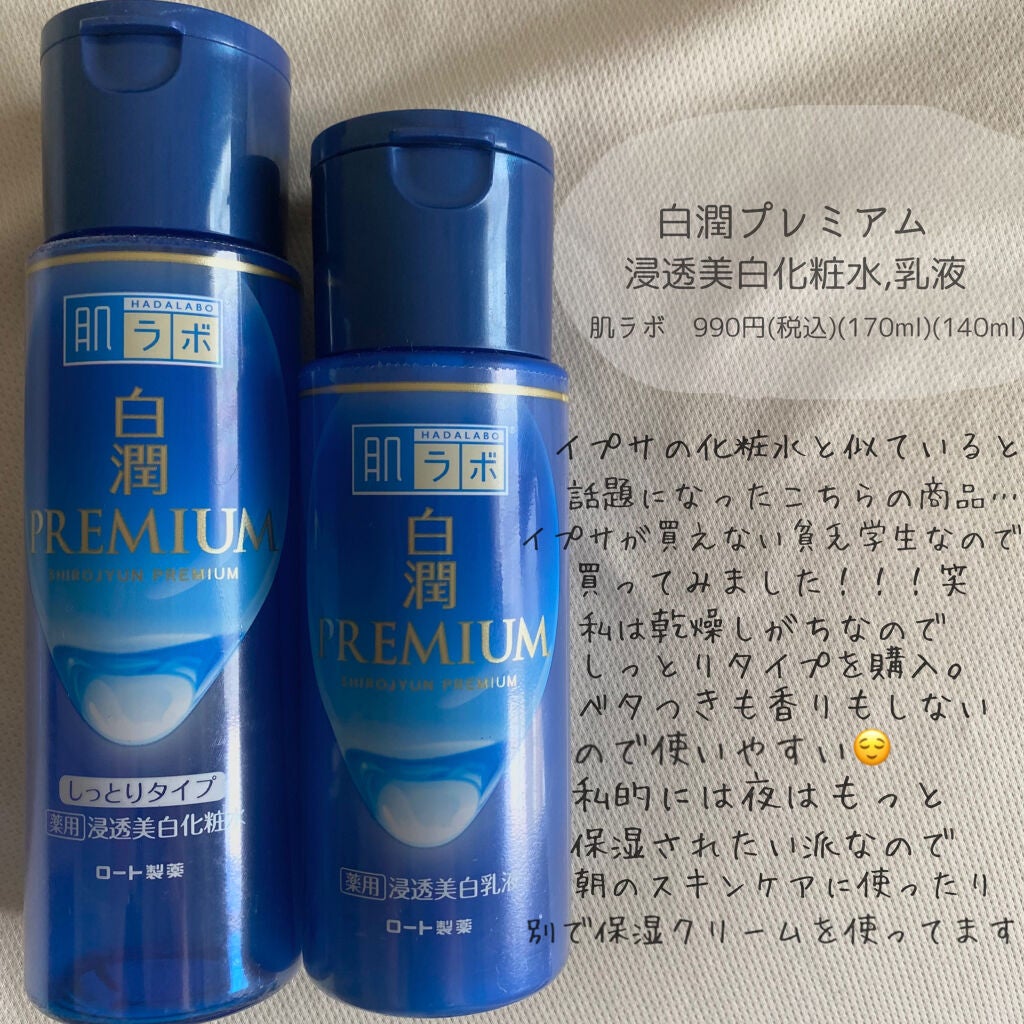 HADALABO
肌ラボ
白潤
PREMIUM
SHIROJYUN PREMIUM
しっとりタイプ
薬用 浸透美白化粧水
ロート製薬
HADALABO
肌ラボ
白潤
PREMIUM
SHIROJYUN PREMIUM
薬用 浸透美白乳液
ロート製薬
白潤プレミアム
浸透美白化粧水,乳液
肌ラボ 990円(税込)(170ml)(140ml)
イプサの化粧水と似ていると
話題になったこちらの商品…
イプサが買えない貧乏学生なので
買ってみました！！！笑
私は乾燥しがちなので
しっとりタイプを購入。
ベタつきも香りもしない
ので使いやすい😌
私的には夜はもっと
保湿されたい派なので
朝のスキンケアに使ったり
別で保湿クリームを使ってます